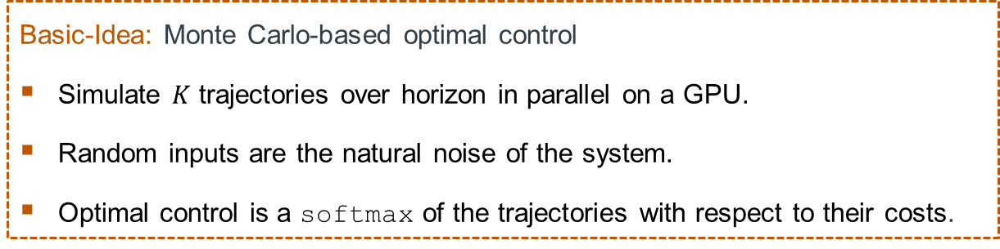 Basic-Idea: Monte Carlo-based optimal control
▪ Simulate K trajectories over horizon in parallel on a GPU.
▪ Random inputs are the natural noise of the system.
▪ Optimal control is a softmax of the trajectories with respect to their costs.